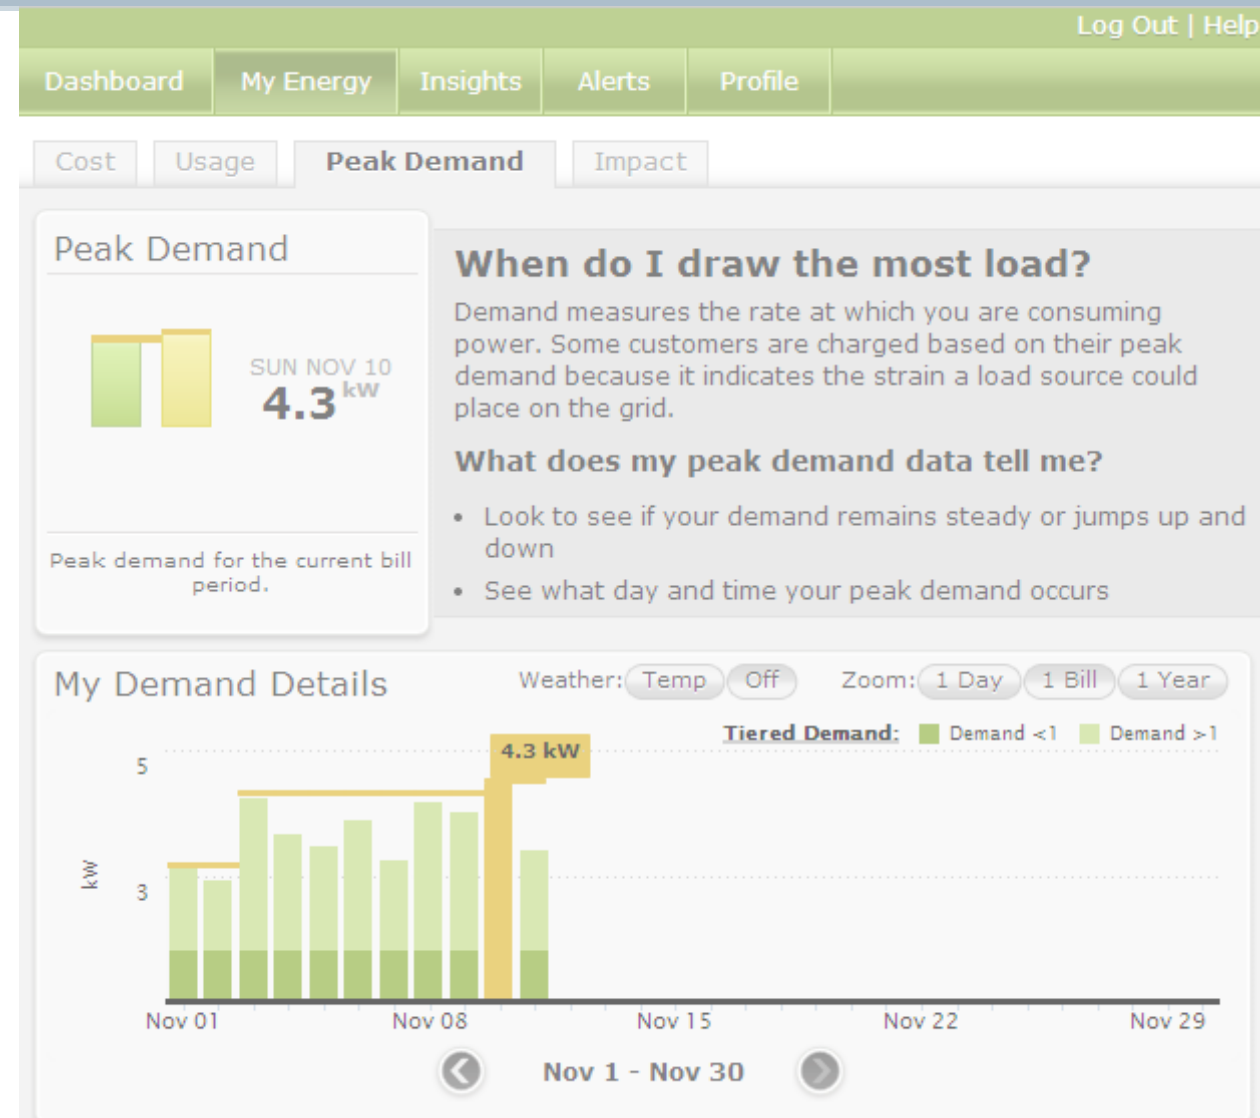 Log Out | Help
Dashboard My Energy Insights Alerts Profile
Cost Usage Peak Demand Impact
Peak Demand
SUN NOV 10
4.3 kW
Peak demand for the current bill
period.
When do I draw the most load?
Demand measures the rate at which you are consuming
power. Some customers are charged based on their peak
demand because it indicates the strain a load source could
place on the grid.
What does my peak demand data tell me?
• Look to see if your demand remains steady or jumps up and
down
• See what day and time your peak demand occurs
My Demand Details Weather: Temp Off Zoom: 1 Day 1 Bill 1 Year
Tiered Demand: Demand <1 Demand >1
4.3 kW
5
kW
3
Nov 01 Nov 08 Nov 15 Nov 22 Nov 29
Nov 1 - Nov 30